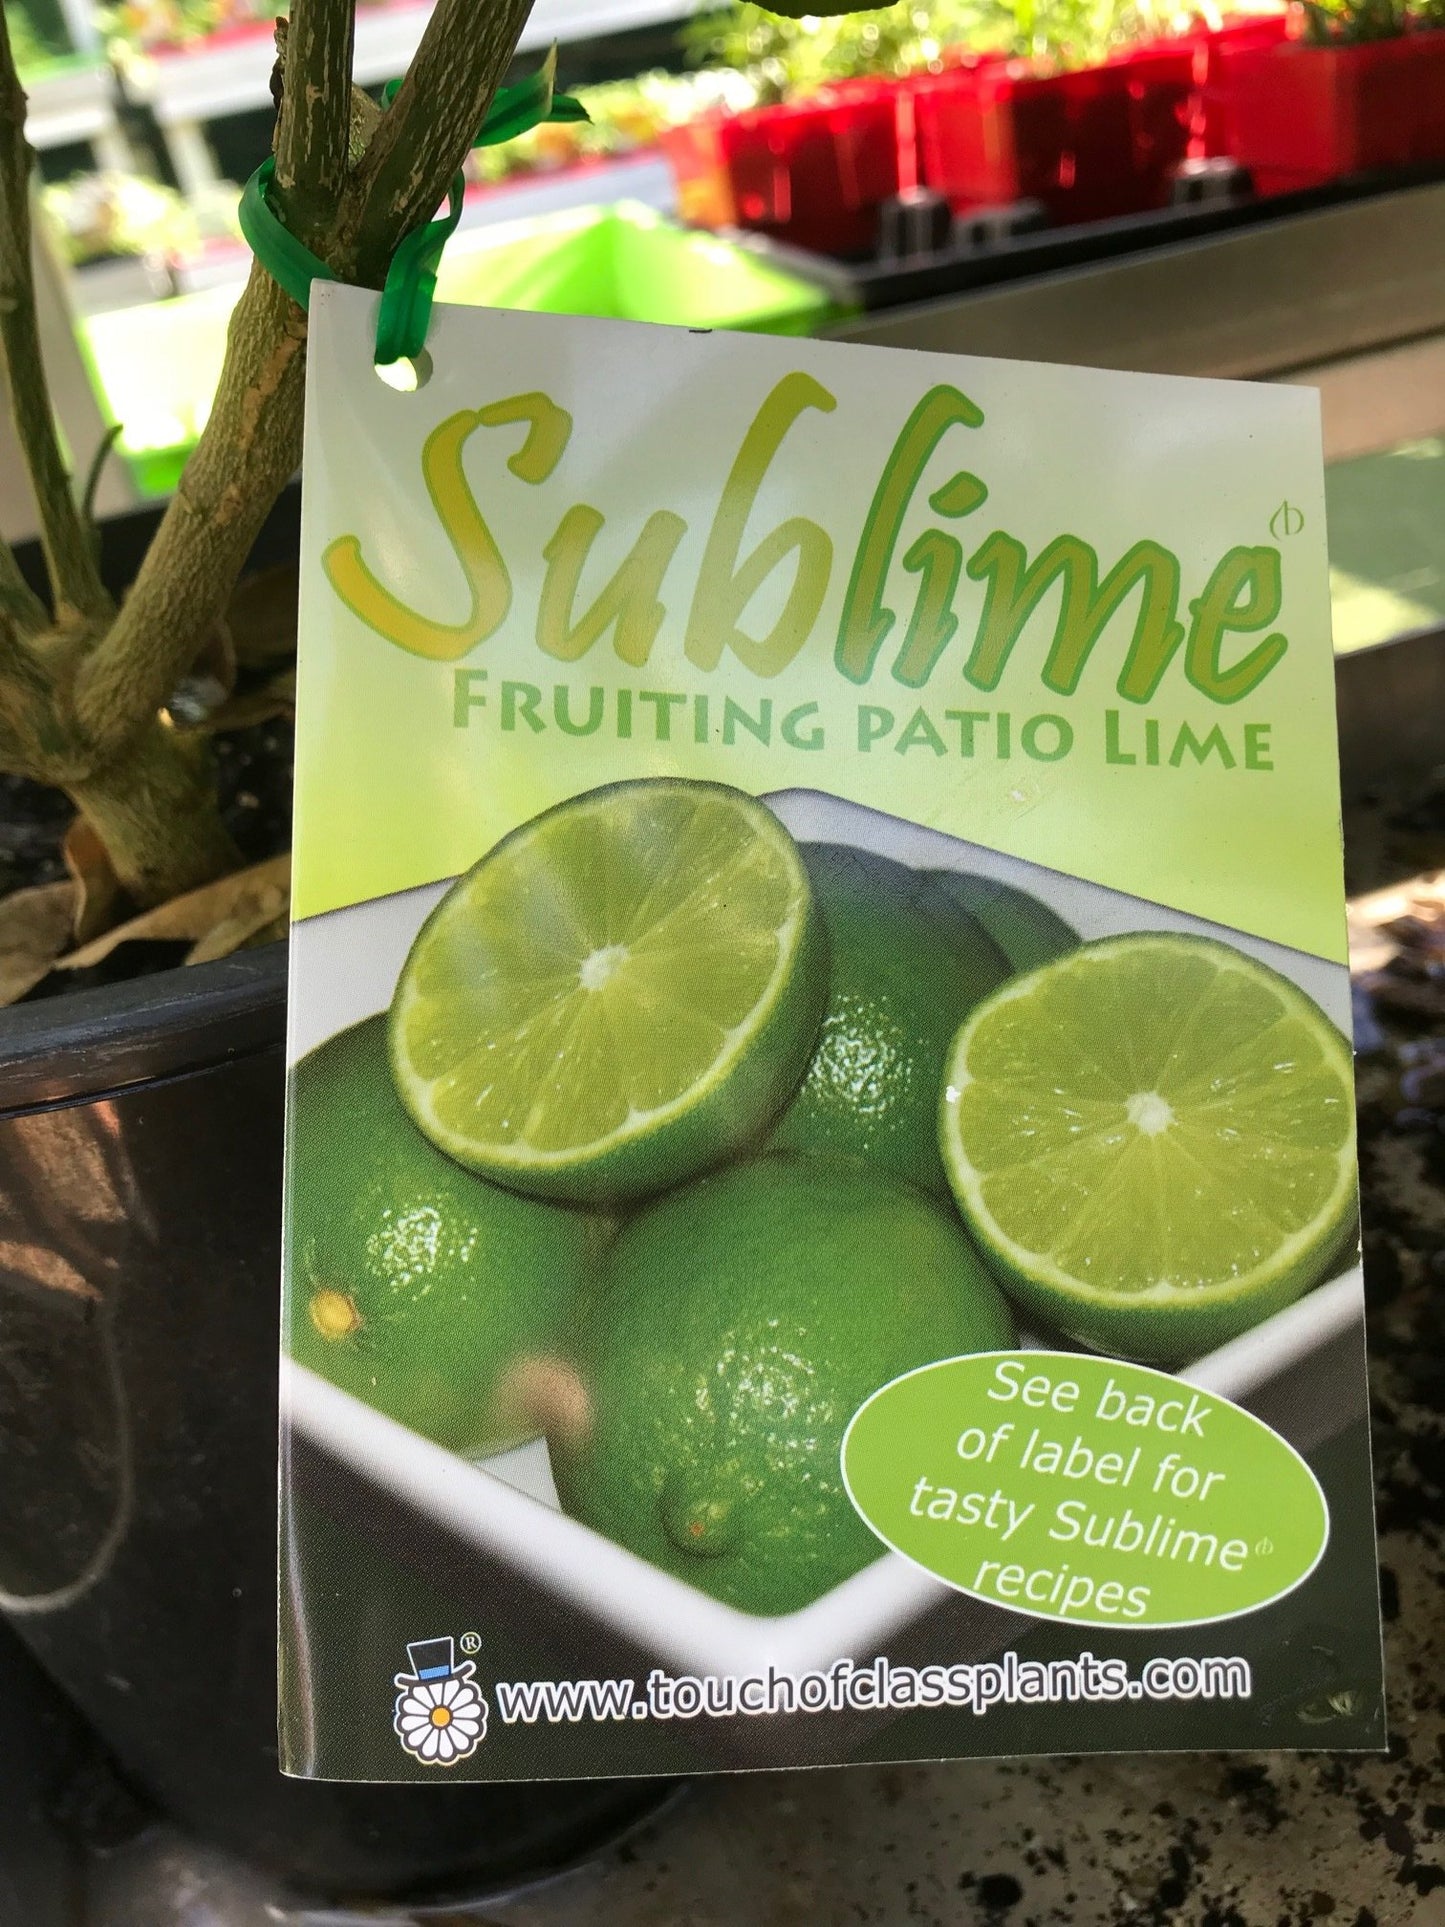 Sublime
FRUITING PATIO LIME
See back
of label for
tasty Sublime
recipes
®
www.touchofclassplants.com